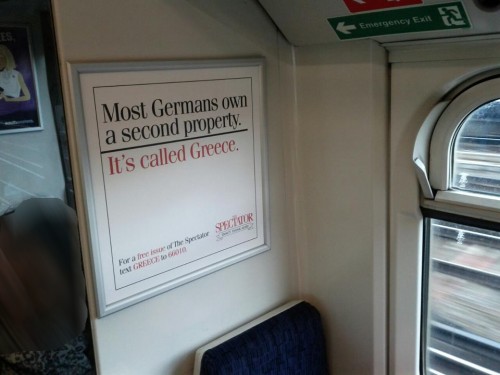 Emergency Exit
Most Germans own
a second property.
It's called Greece.
For a free issue of The Spectator
text GREECE to
THE
SPECTATOR